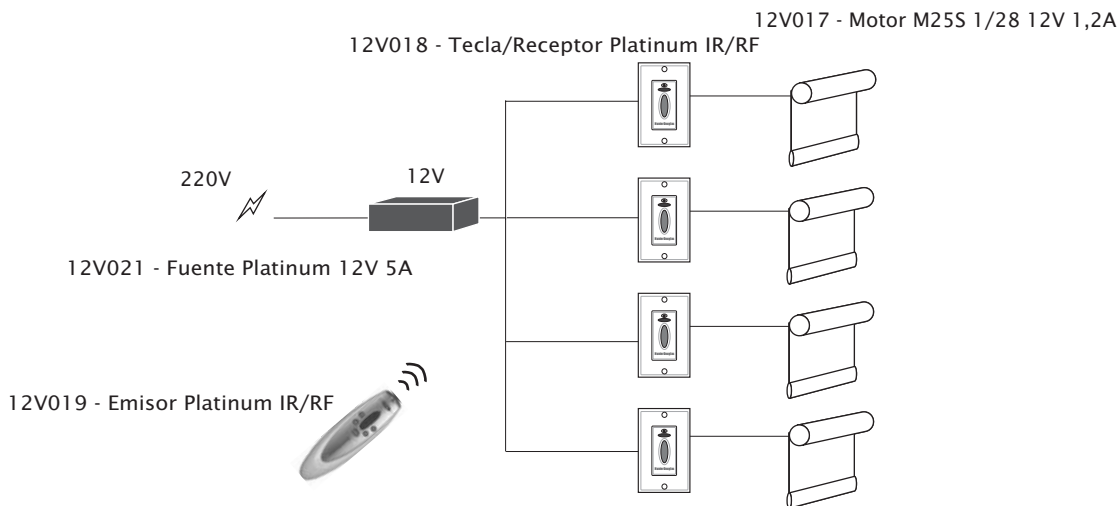 12V017 - Motor M25S 1/28 12V 1,2A
12V018 - Tecla/Receptor Platinum IR/RF
220V
12V
12V021 - Fuente Platinum 12V 5A
12V019 - Emisor Platinum IR/RF